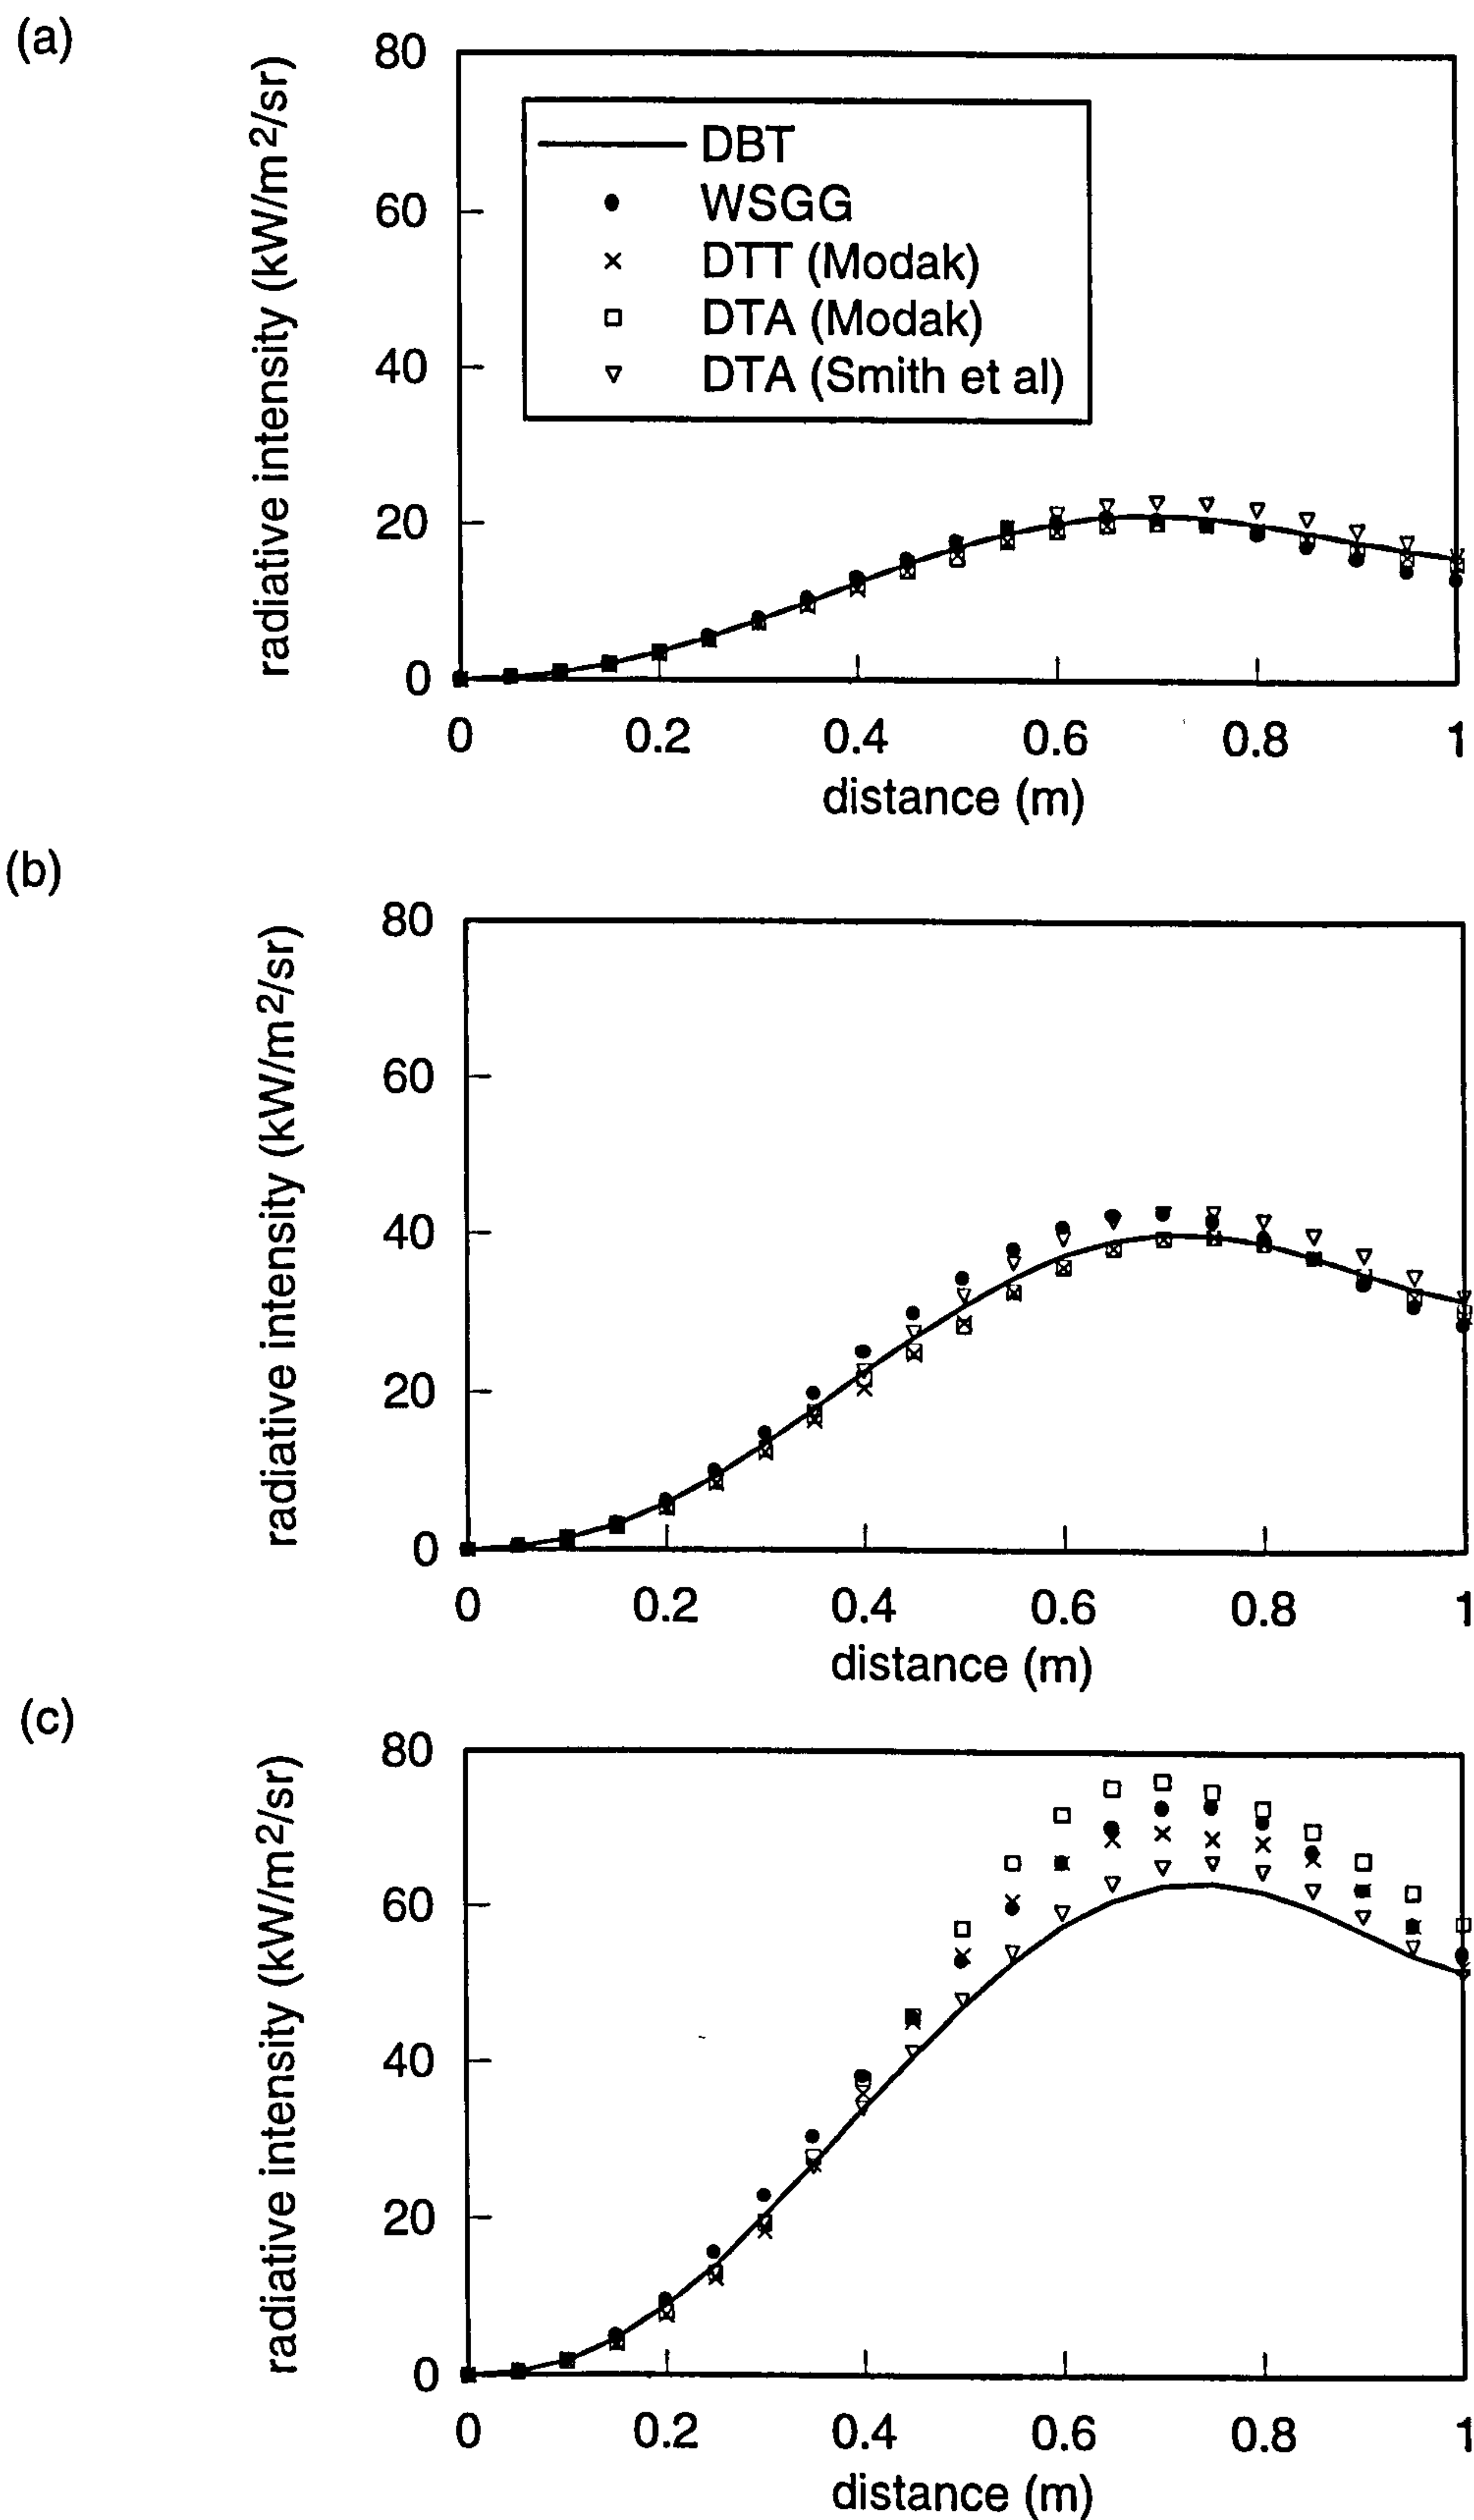 (a)
radiative intensity (kW/m2/sr)
80
60
40
20
0
DBT
WSGG
DTT (Modak)
DTA (Modak)
DTA (Smith et al)
0 0.2 0.4 0.6 0.8 1
distance (m)
(b)
radiative intensity (kW/m2/sr)
80
60
40
20
0
0 0.2 0.4 0.6 0.8 1
distance (m)
(c)
radiative intensity (kW/m2/sr)
80
60
40
20
0
0 0.2 0.4 0.6 0.8 1
distance (m)